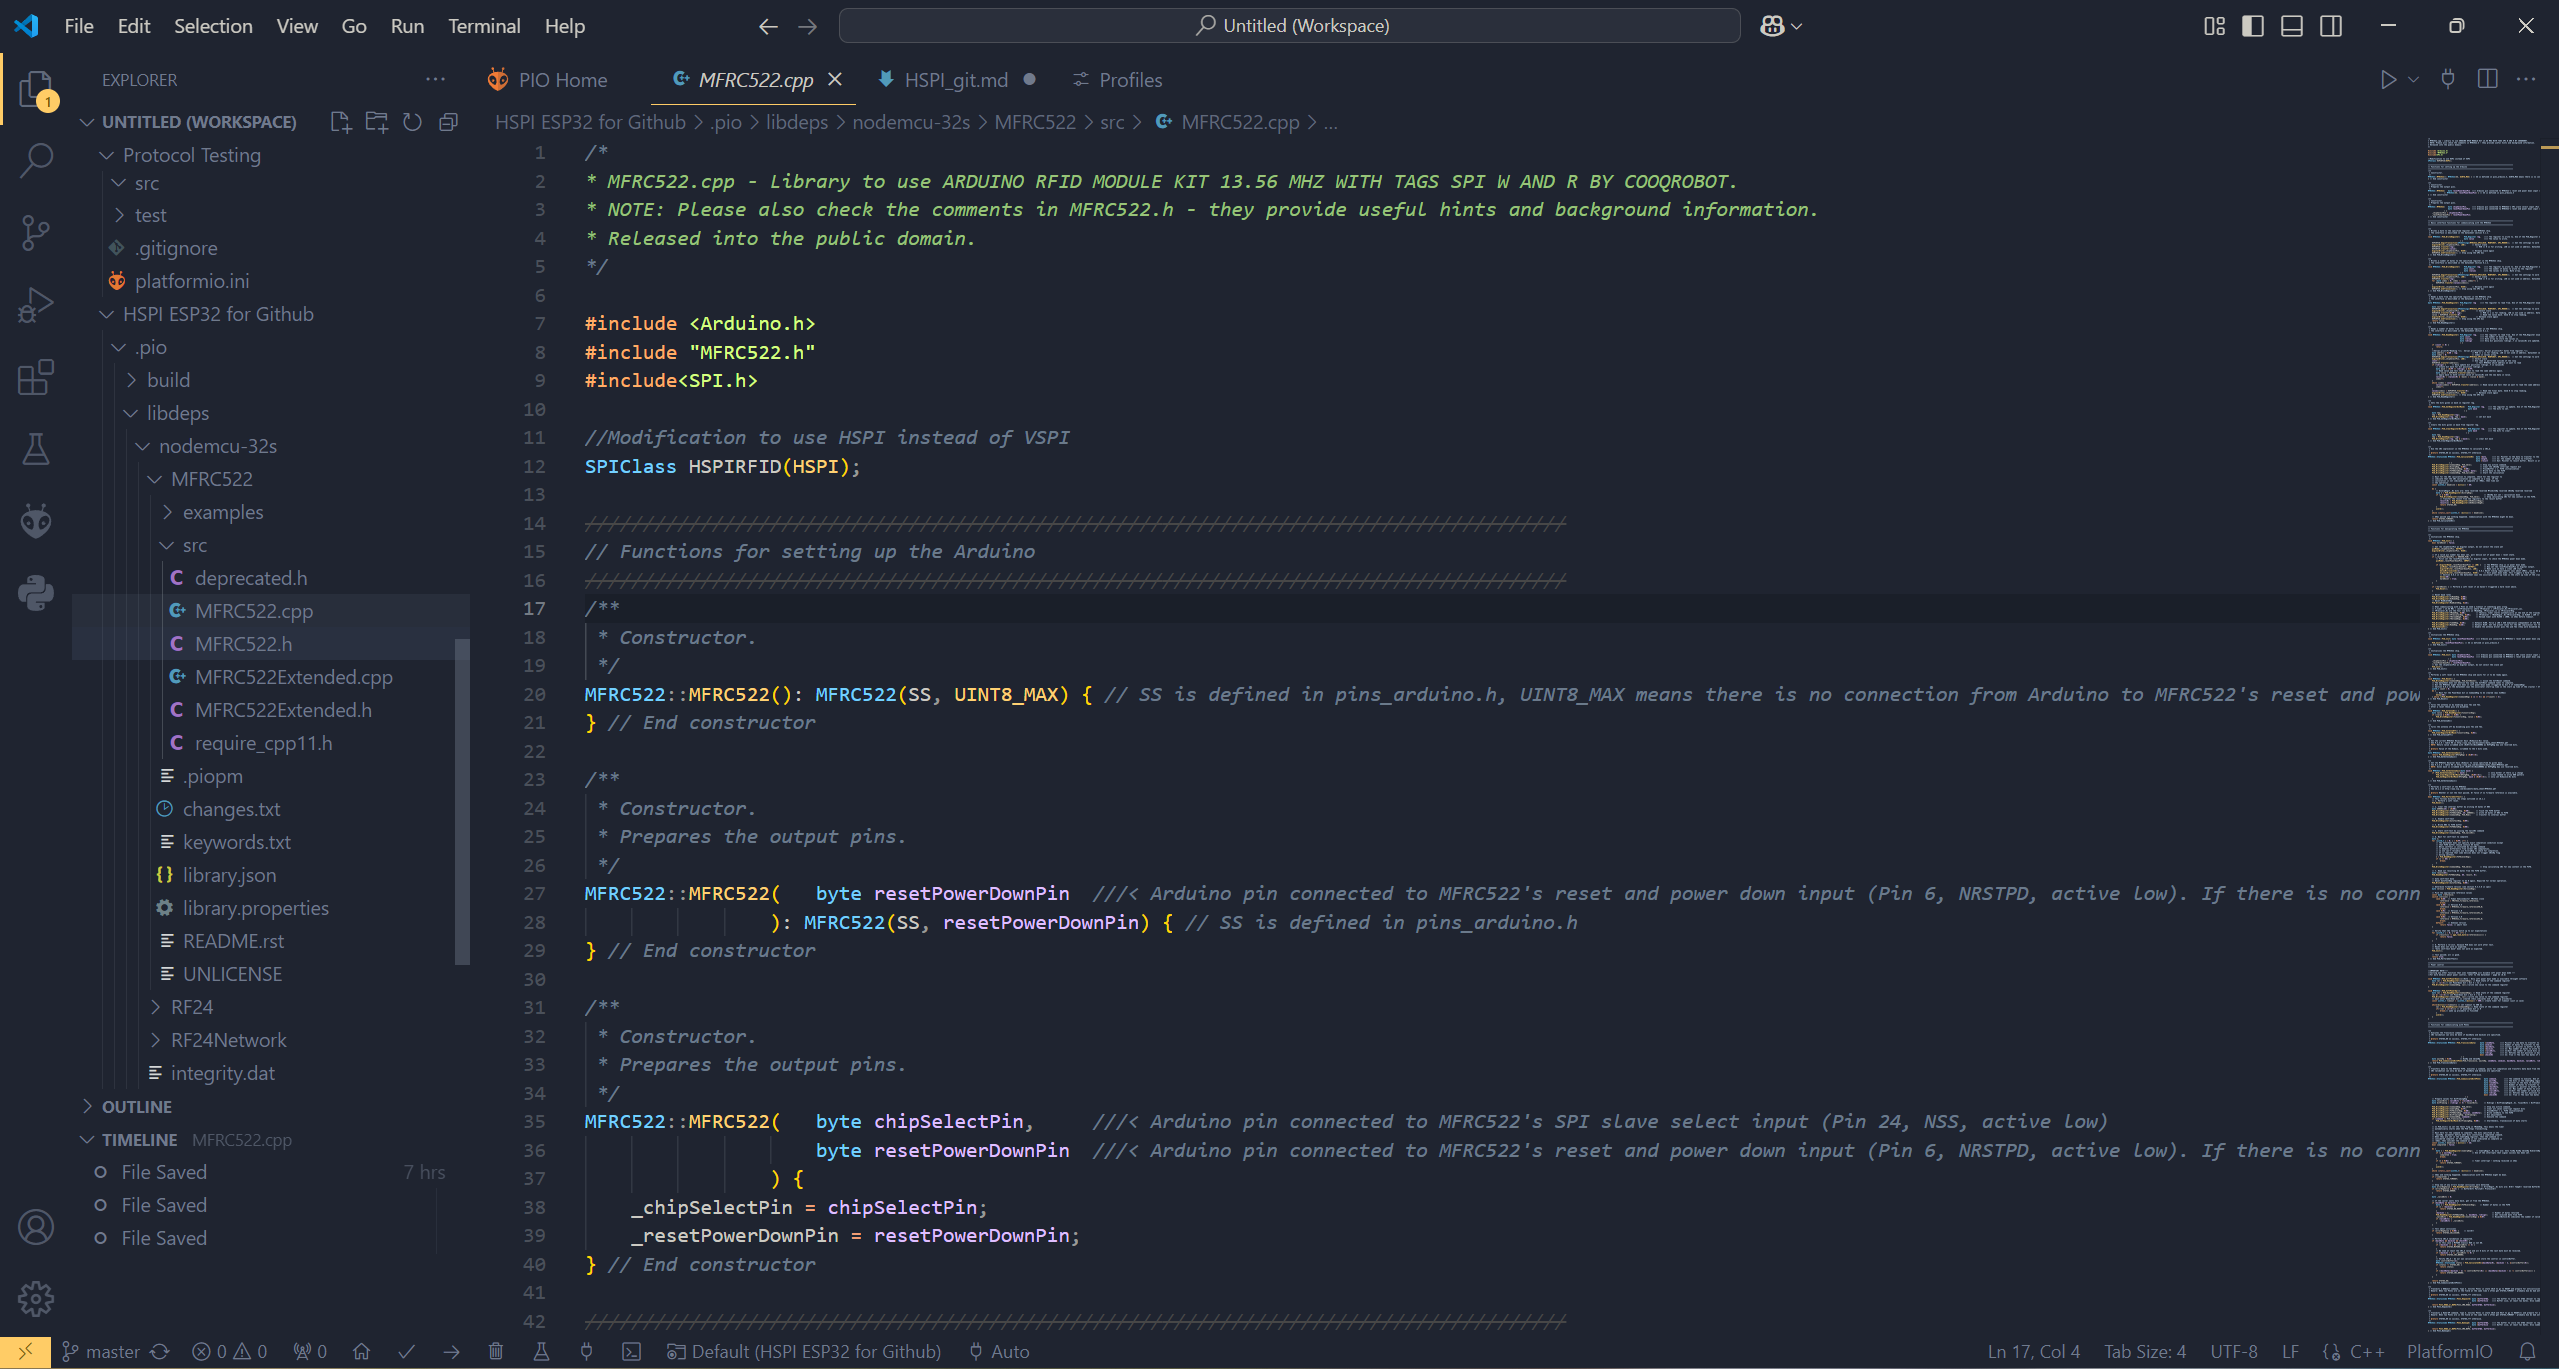 File Edit Selection View Go Run Terminal Help
Untitled (Workspace)
1
EXPLORER
PIO Home
MFRC522.cpp
HSPI_git.md
Profiles
UNTITLED (WORKSPACE)
HSPI ESP32 for Github > .pio > libdeps > nodemcu-32s > MFRC522 > src > MFRC522.cpp > ...
Protocol Testing
src
test
.gitignore
platformio.ini
HSPI ESP32 for Github
.pio
build
libdeps
nodemcu-32s
MFRC522
examples
src
C deprecated.h
MFRC522.cpp
C MFRC522.h
MFRC522Extended.cpp
C MFRC522Extended.h
C require_cpp11.h
.piopm
changes.txt
keywords.txt
{} library.json
library.properties
README.rst
UNLICENSE
RF24
RF24Network
integrity.dat
OUTLINE
TIMELINE MFRC522.cpp
File Saved 7 hrs
File Saved
File Saved
1 /*
2 * MFRC522.cpp - Library to use ARDUINO RFID MODULE KIT 13.56 MHZ WITH TAGS SPI W AND R BY COOQROBOT.
3 * NOTE: Please also check the comments in MFRC522.h - they provide useful hints and background information.
4 * Released into the public domain.
5 */
6
7 #include <Arduino.h>
8 #include "MFRC522.h"
9 #include<SPI.h>
10
11 //Modification to use HSPI instead of VSPI
12 SPIClass HSPIRFID(HSPI);
13
14 /////////////////////////////////////////////////////////////////////////////////////
15 // Functions for setting up the Arduino
16 /////////////////////////////////////////////////////////////////////////////////////
17 /**
18 * Constructor.
19 */
20 MFRC522::MFRC522(): MFRC522(SS, UINT8_MAX) { // SS is defined in pins_arduino.h, UINT8_MAX means there is no connection from Arduino to MFRC522's reset and pow
21 } // End constructor
22
23 /**
24 * Constructor.
25 * Prepares the output pins.
26 */
27 MFRC522::MFRC522( byte resetPowerDownPin ///< Arduino pin connected to MFRC522's reset and power down input (Pin 6, NRSTPD, active low). If there is no conn
28 ): MFRC522(SS, resetPowerDownPin) { // SS is defined in pins_arduino.h
29 } // End constructor
30
31 /**
32 * Constructor.
33 * Prepares the output pins.
34 */
35 MFRC522::MFRC522( byte chipSelectPin, ///< Arduino pin connected to MFRC522's SPI slave select input (Pin 24, NSS, active low)
36 byte resetPowerDownPin ///< Arduino pin connected to MFRC522's reset and power down input (Pin 6, NRSTPD, active low). If there is no conn
37 ) {
38 _chipSelectPin = chipSelectPin;
39 _resetPowerDownPin = resetPowerDownPin;
40 } // End constructor
41
42 /////////////////////////////////////////////////////////////////////////////////////
master 0 0 0 Default (HSPI ESP32 for Github) Auto Ln 17, Col 4 Tab Size: 4 UTF-8 LF C++ PlatformIO